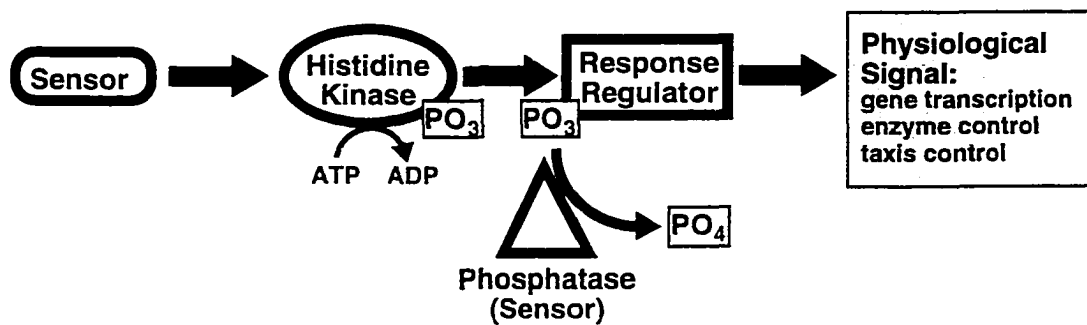 Sensor
Histidine
Kinase
PO3
ATP ADP
Response
Regulator
PO3
Physiological
Signal:
gene transcription
enzyme control
taxis control
PO4
Phosphatase
(Sensor)